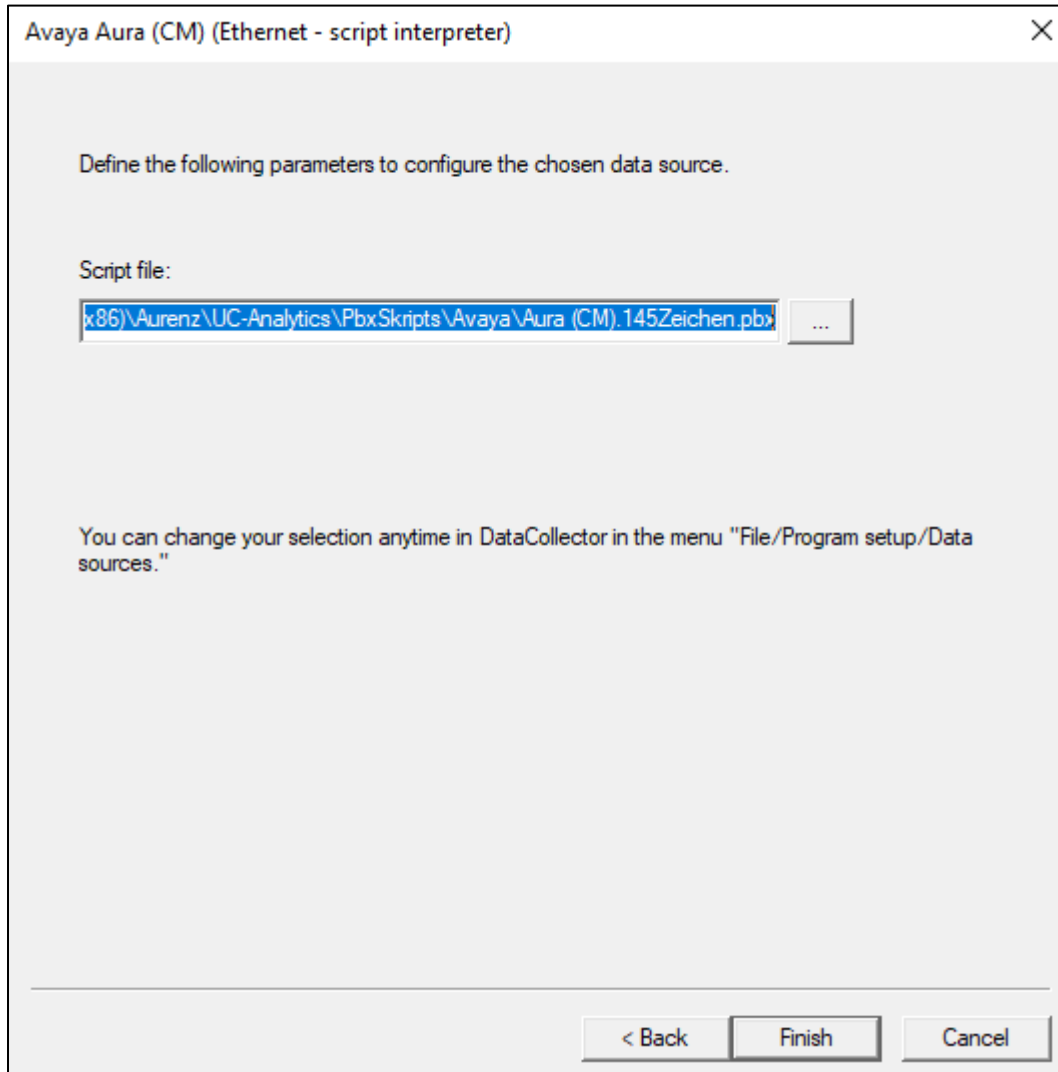 Avaya Aura (CM) (Ethernet - script interpreter)
Define the following parameters to configure the chosen data source.
Script file:
x86)\Aurenz\UC-Analytics\PbxSkripts\Avaya\Aura (CM).145Zeichen.pbx
...
You can change your selection anytime in DataCollector in the menu "File/Program setup/Data
sources."
< Back
Finish
Cancel